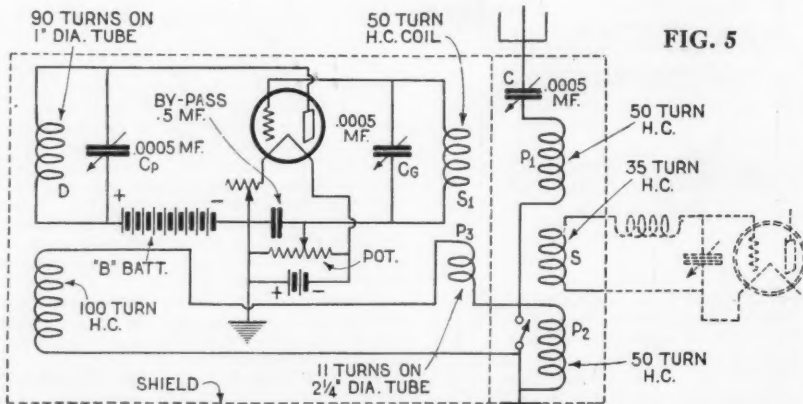 90 TURNS ON
1" DIA. TUBE
50 TURN
H.C. COIL
FIG. 5
BY-PASS
.5 MF.
C
.0005
MF.
50 TURN
H.C.
P1
35 TURN
H.C.
.0005 MF.
CP
D
.0005
MF.
CG
S1
S
P3
+
-
"B" BATT.
POT.
+
-
100 TURN
H.C.
P2
50 TURN
H.C.
11 TURNS ON
2¼" DIA. TUBE
SHIELD